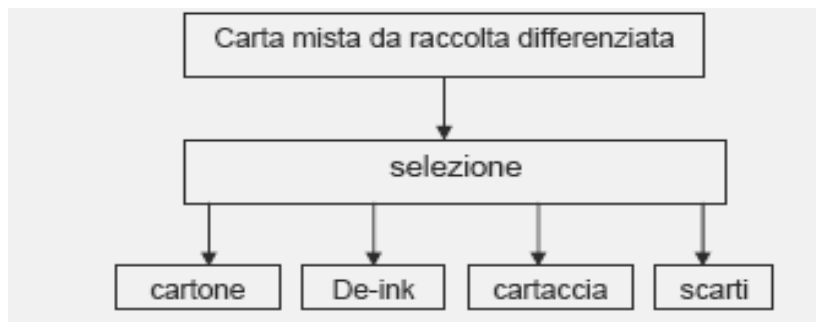 Carta mista da raccolta differenziata
selezione
cartone De-ink cartaccia scarti